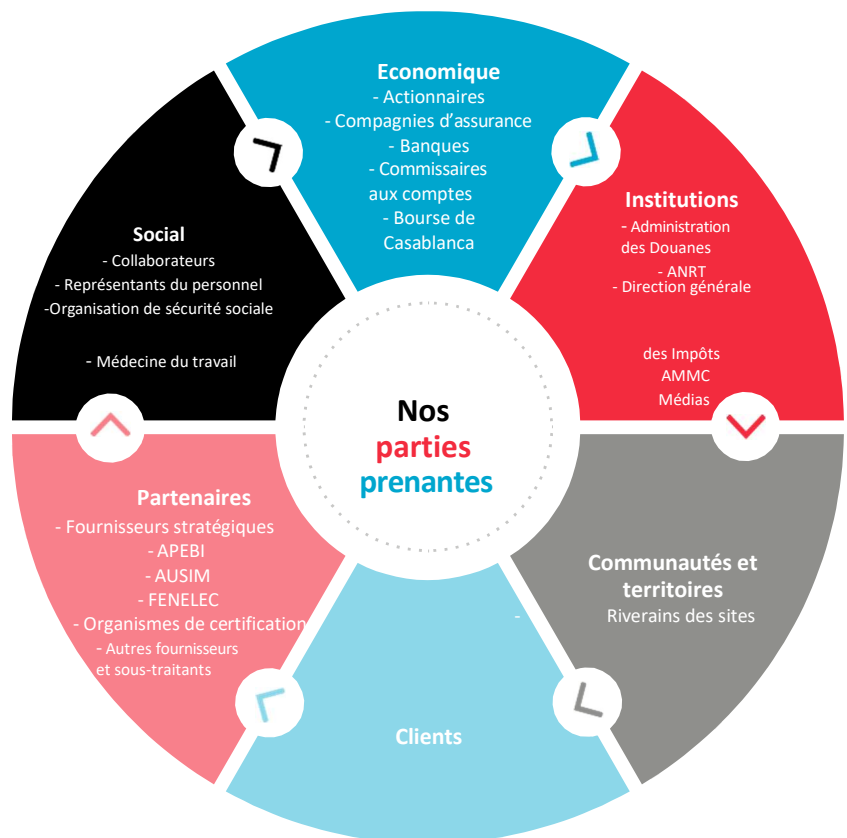 Economique
- Actionnaires
- Compagnies d'assurance
- Banques
- Commissaires
aux comptes
- Bourse de
Casablanca
Institutions
- Administration
des Douanes
- ANRT
- Direction générale
des Impôts
AMMC
Médias
Communautés et
territoires
Riverains des sites
-
Clients
Partenaires
- Fournisseurs stratégiques
- APEBI
- AUSIM
- FENELEC
- Organismes de certification
- Autres fournisseurs
et sous-traitants
Social
- Collaborateurs
- Représentants du personnel
-Organisation de sécurité sociale
- Médecine du travail
Nos
parties
prenantes